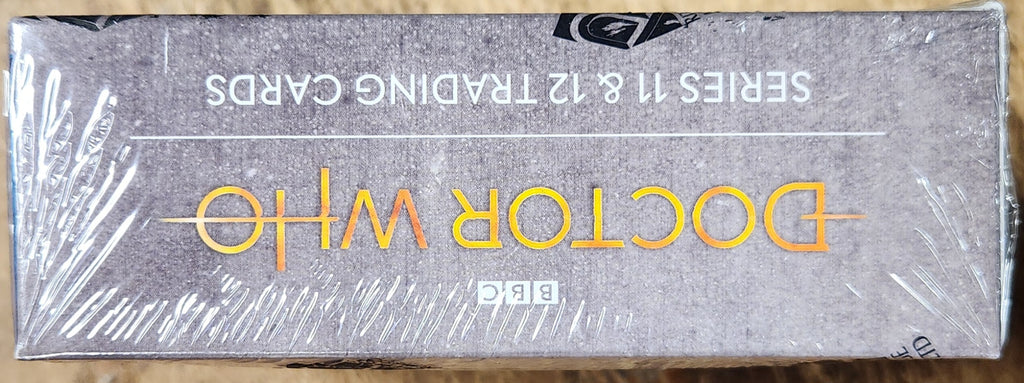 BBC
DOCTOR WHO
SERIES 11 & 12 TRADING CARDS